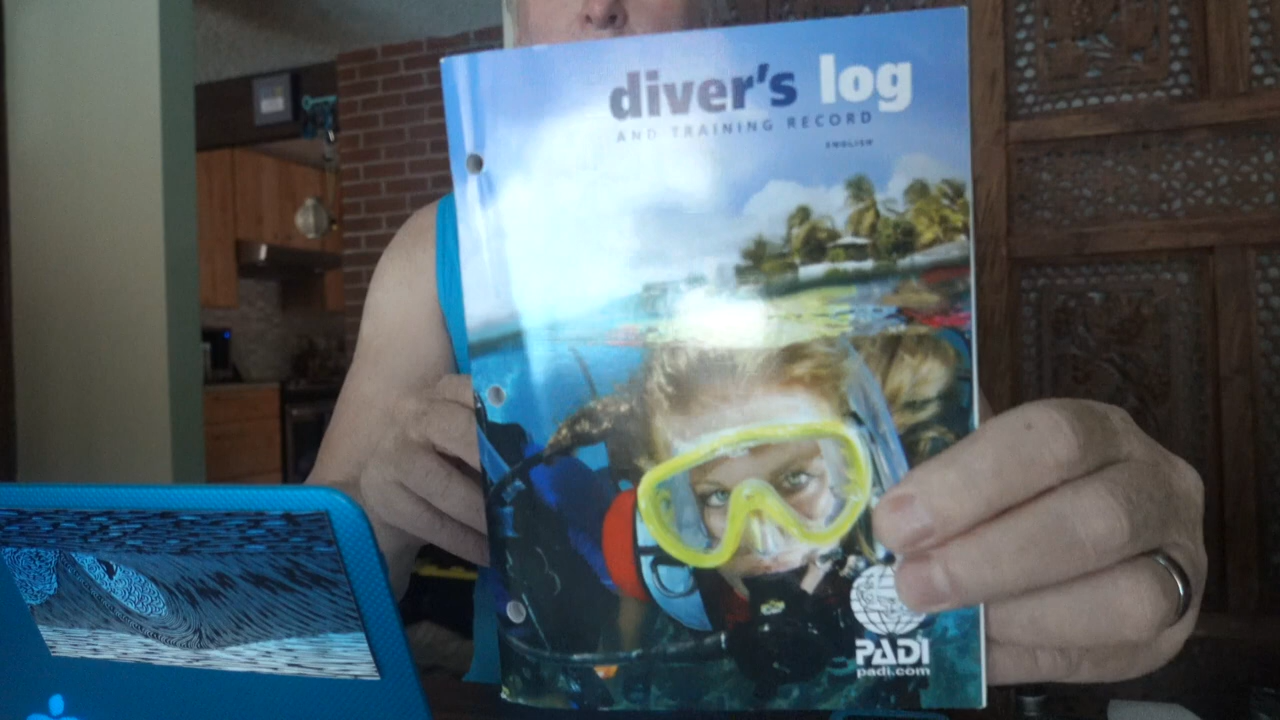 diver's log
AND TRAINING RECORD
ENGLISH
PADI
padi.com